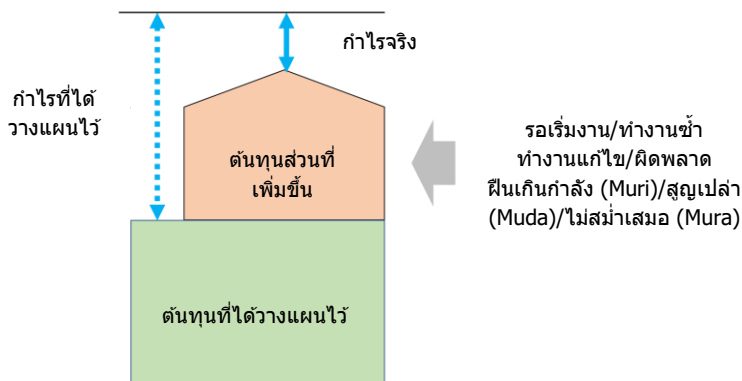 กำไรจริง
กำไรที่ได้
วางแผนไว้
ต้นทุนส่วนที่
เพิ่มขึ้น
รอเริ่มงาน/ทำงานซ้ำ
ทำงานแก้ไข/ผิดพลาด
ฝืนเกินกำลัง (Muri)/สูญเปล่า
(Muda)/ไม่สม่ำเสมอ (Mura)
ต้นทุนที่ได้วางแผนไว้